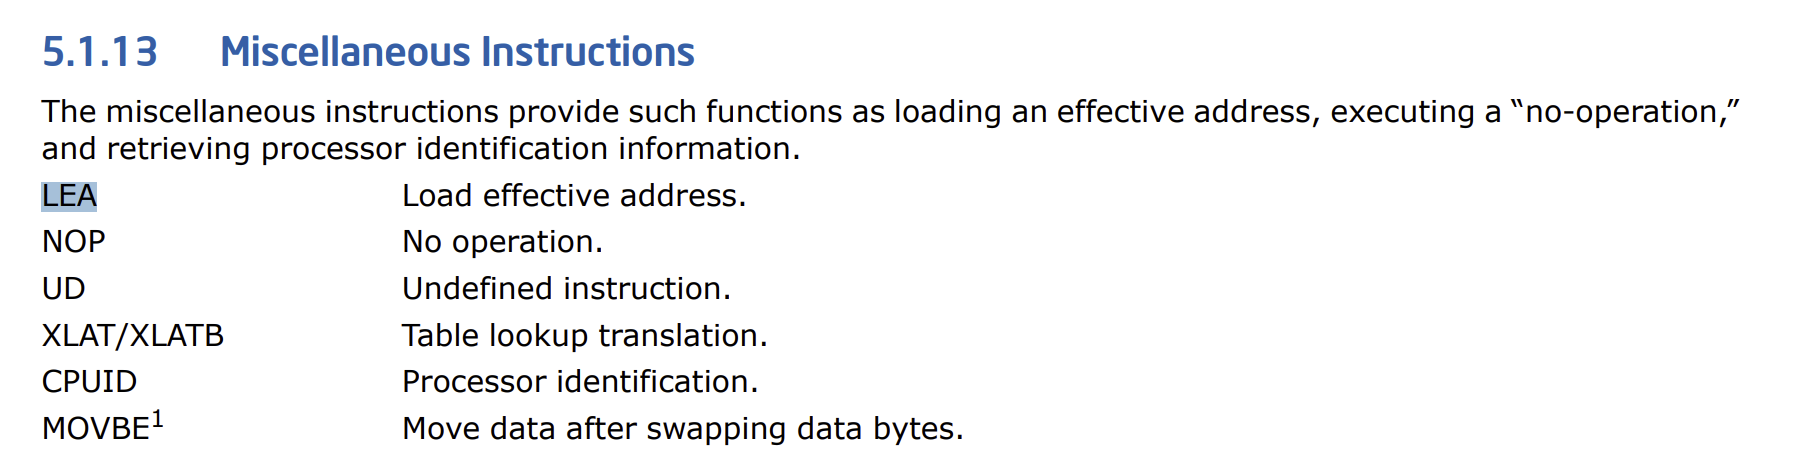 5.1.13 Miscellaneous Instructions
The miscellaneous instructions provide such functions as loading an effective address, executing a “no-operation,”
and retrieving processor identification information.
LEA Load effective address.
NOP No operation.
UD Undefined instruction.
XLAT/XLATB Table lookup translation.
CPUID Processor identification.
MOVBE¹ Move data after swapping data bytes.